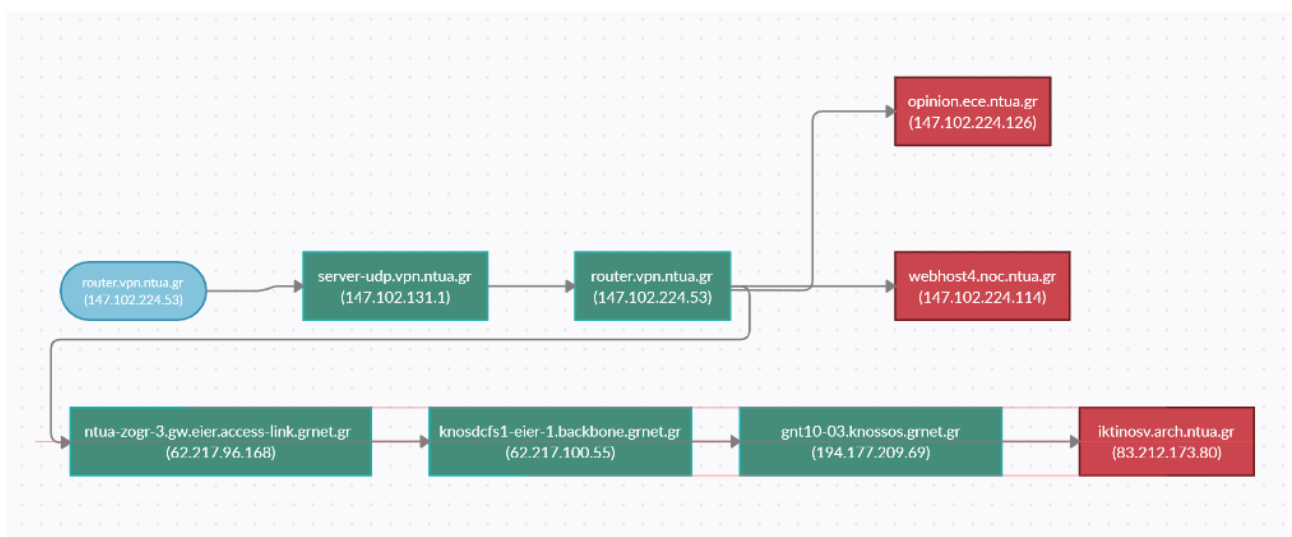 opinion.ece.ntua.gr
(147.102.224.126)
router.vpn.ntua.gr
(147.102.224.53)
server-udp.vpn.ntua.gr
(147.102.131.1)
router.vpn.ntua.gr
(147.102.224.53)
webhost4.noc.ntua.gr
(147.102.224.114)
ntua-zogr-3.gw.eier.access-link.grnet.gr
(62.217.96.168)
knosdcfs1-eier-1.backbone.grnet.gr
(62.217.100.55)
gnt10-03.knossos.grnet.gr
(194.177.209.69)
iktinosv.arch.ntua.gr
(83.212.173.80)